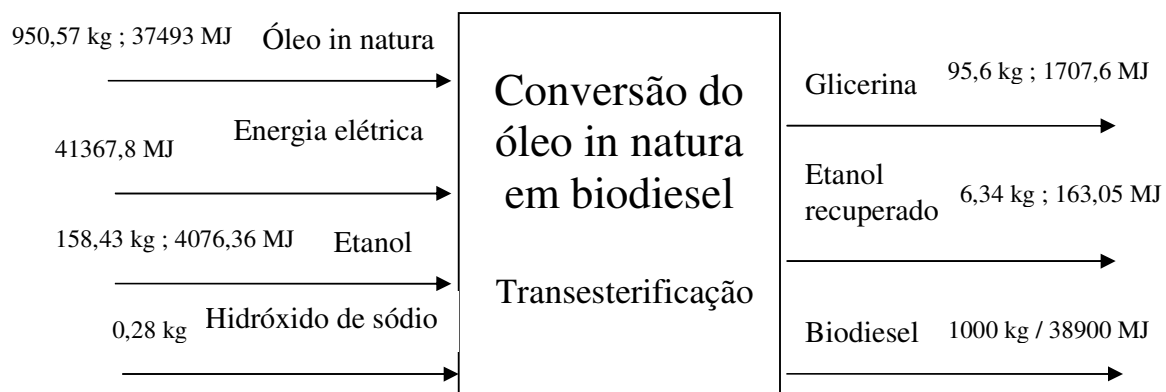 950,57 kg ; 37493 MJ Óleo in natura
Energia elétrica
41367,8 MJ
158,43 kg ; 4076,36 MJ Etanol
0,28 kg Hidróxido de sódio
Conversão do
óleo in natura
em biodiesel
Transesterificação
Glicerina 95,6 kg ; 1707,6 MJ
Etanol
recuperado 6,34 kg ; 163,05 MJ
Biodiesel 1000 kg / 38900 MJ